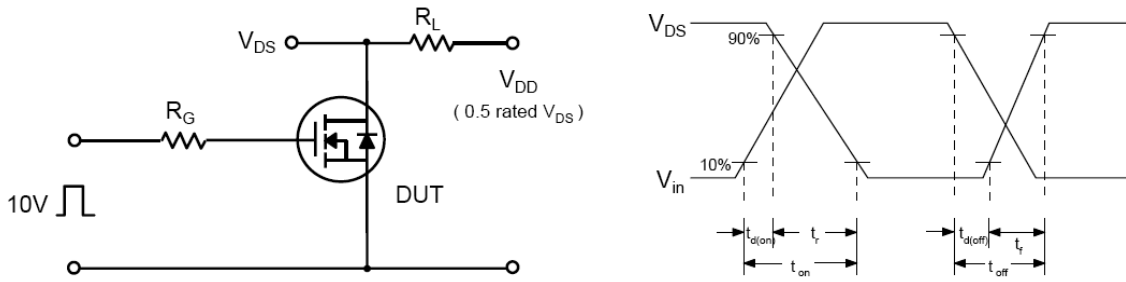 V_DS
R_L
V_DD
( 0.5 rated V_DS )
R_G
10V
DUT
V_DS
90%
10%
V_in
t_d(on)
t_r
t_on
t_d(off)
t_f
t_off